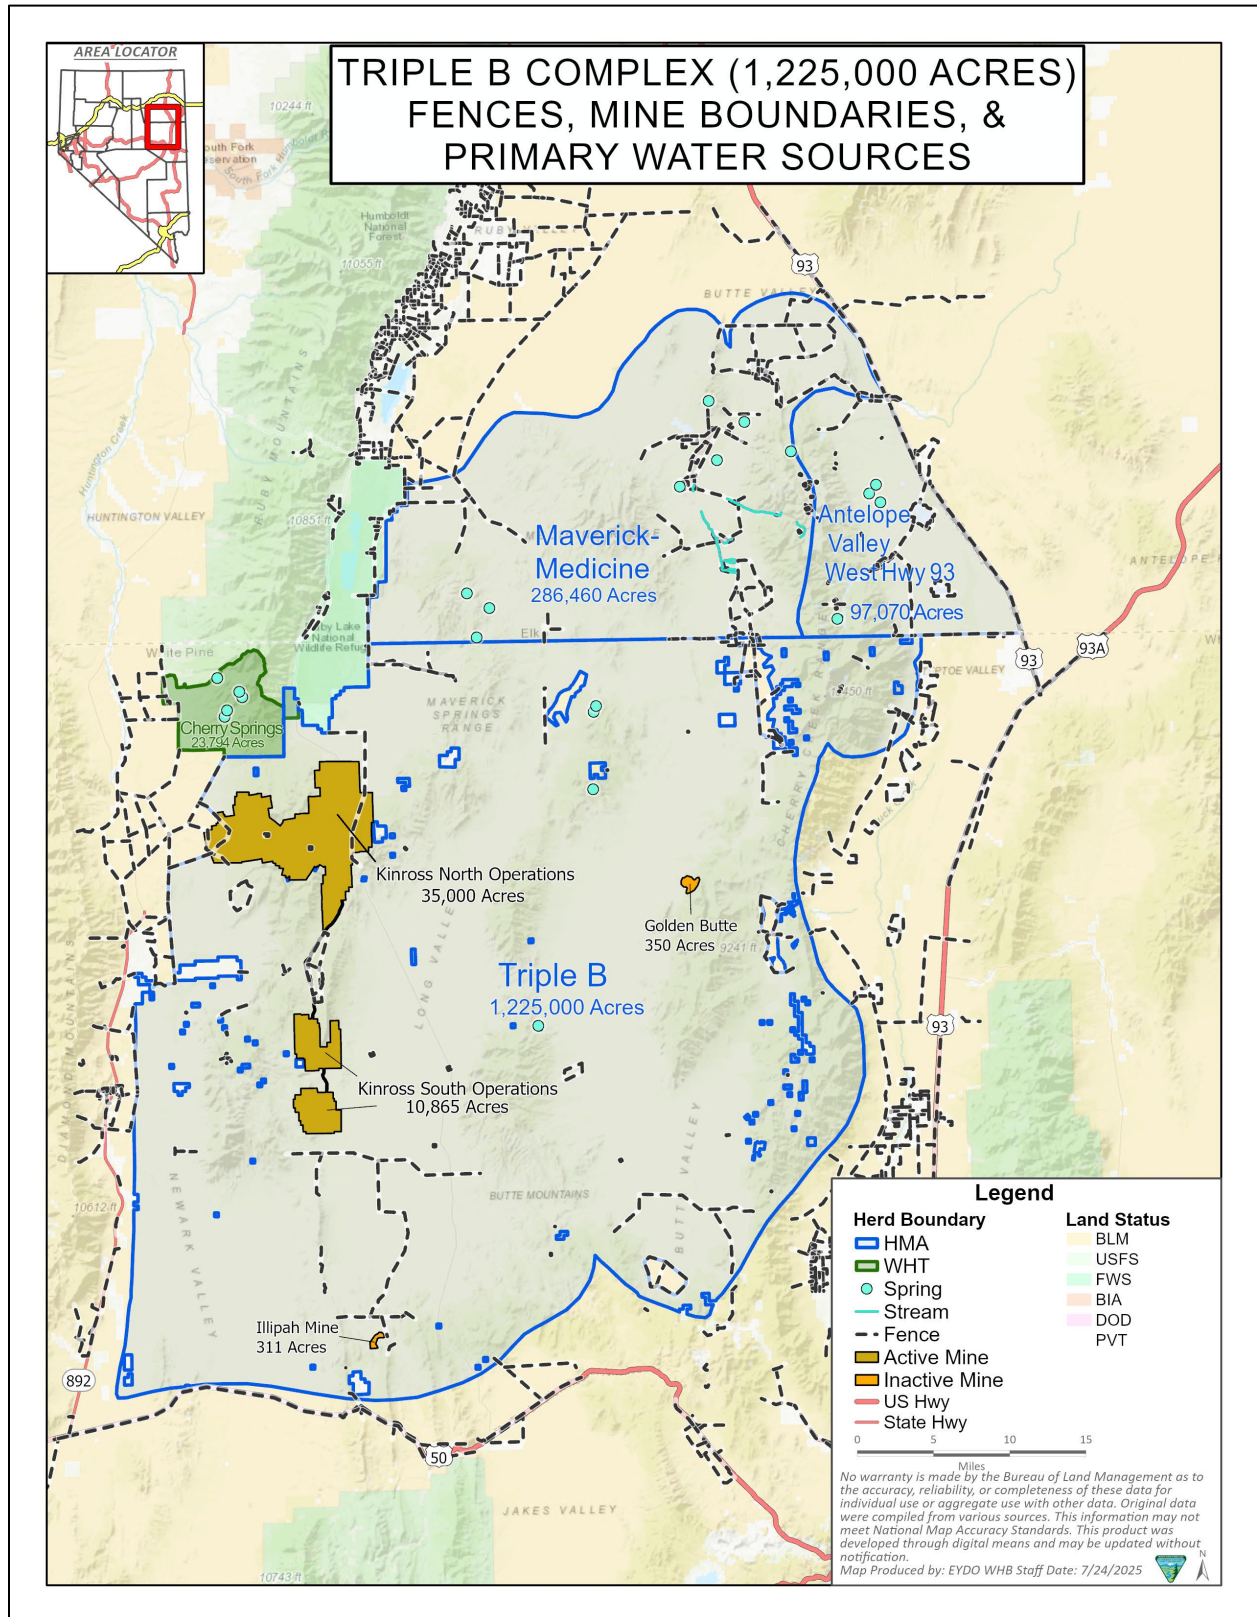 AREA LOCATOR
TRIPLE B COMPLEX (1,225,000 ACRES)
FENCES, MINE BOUNDARIES, &
PRIMARY WATER SOURCES
10244 ft
South Fork
Humboldt
National
Forest
RUBY VALLEY
11055 ft
93
BUTTE VALLEY
RUBY MOUNTAINS
Huntington Creek
HUNTINGTON VALLEY
10851 ft
Maverick-
Medicine
286,460 Acres
Antelope
Valley
West Hwy 93
97,070 Acres
ANTELOPE
Elk
Lake
National
Wildlife Refug
White Pine
93
93A
PTOE VALLEY
Cherry Springs
23,794 Acres
MAVERICK
SPRINGS
RANGE
CHERRY CREEK RANGE
Kinross North Operations
35,000 Acres
Golden Butte
350 Acres
9241 ft
LONG VALLEY
Triple B
1,225,000 Acres
93
Kinross South Operations
10,865 Acres
DIAMOND MOUNTAINS
10612 ft
NEWARK VALLEY
BUTTE MOUNTAINS
BUTTE VALLEY
Illipah Mine
311 Acres
892
50
JAKES VALLEY
10743 ft
Legend
Herd Boundary
HMA
WHT
Spring
Stream
Fence
Active Mine
Inactive Mine
US Hwy
State Hwy
Land Status
BLM
USFS
FWS
BIA
DOD
PVT
0 5 10 15
Miles
No warranty is made by the Bureau of Land Management as to
the accuracy, reliability, or completeness of these data for
individual use or aggregate use with other data. Original data
were compiled from various sources. This information may not
meet National Map Accuracy Standards. This product was
developed through digital means and may be updated without
notification.
Map Produced by: EYDO WHB Staff Date: 7/24/2025
N